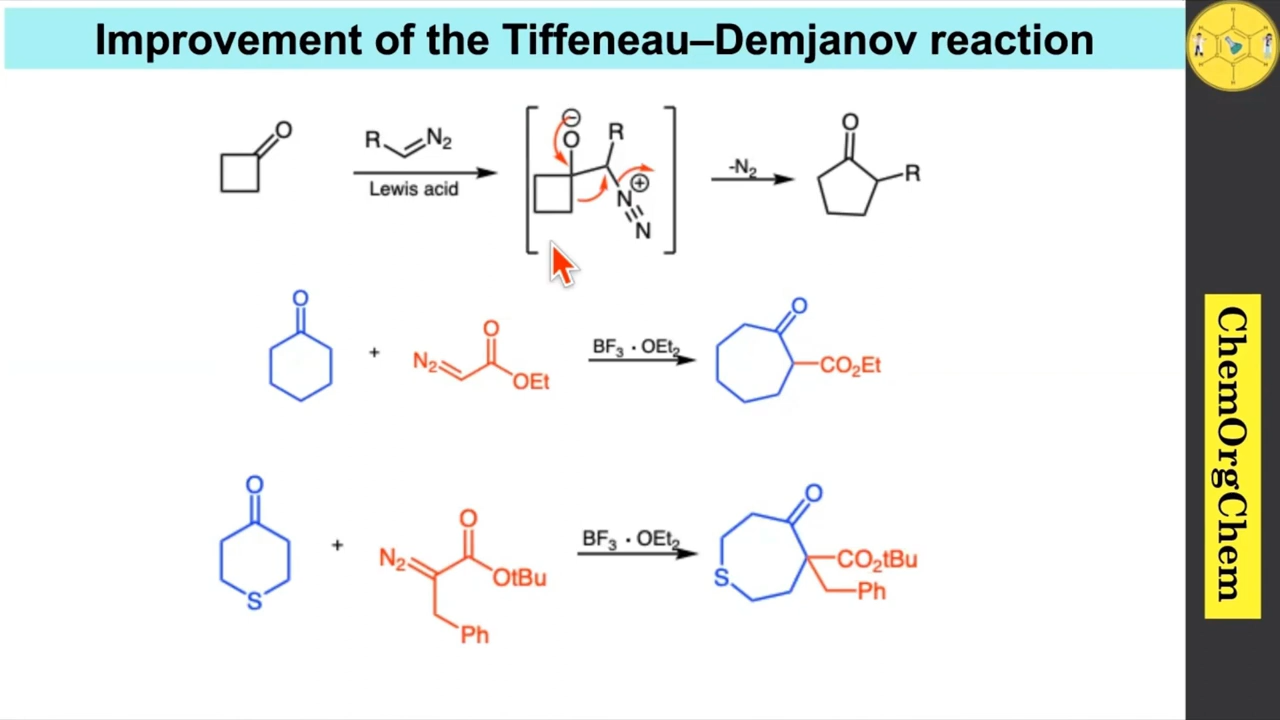 Improvement of the Tiffeneau–Demjanov reaction
O
R N₂
Lewis acid
⊖
O R
⊕
N
N
-N₂
O
R
O
+
N₂
O
OEt
BF₃ · OEt₂
O
CO₂Et
O
S
+
N₂
O
OtBu
Ph
BF₃ · OEt₂
O
S
CO₂tBu
Ph
ChemOrgChem